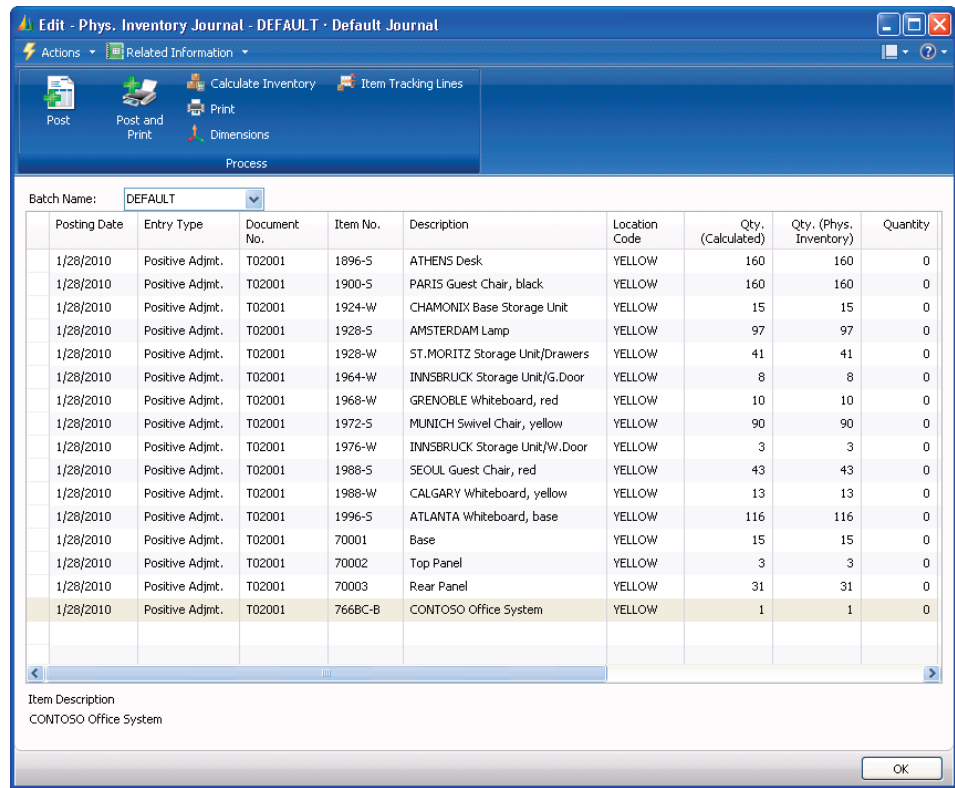 Edit - Phys. Inventory Journal - DEFAULT · Default Journal
Actions Related Information
Post
Post and Print
Calculate Inventory
Print
Dimensions
Item Tracking Lines
Process
Batch Name: DEFAULT
Posting Date Entry Type Document No. Item No. Description Location Code Qty. (Calculated) Qty. (Phys. Inventory) Quantity
1/28/2010 Positive Adjmt. T02001 1896-S ATHENS Desk YELLOW 160 160 0
1/28/2010 Positive Adjmt. T02001 1900-S PARIS Guest Chair, black YELLOW 160 160 0
1/28/2010 Positive Adjmt. T02001 1924-W CHAMONIX Base Storage Unit YELLOW 15 15 0
1/28/2010 Positive Adjmt. T02001 1928-S AMSTERDAM Lamp YELLOW 97 97 0
1/28/2010 Positive Adjmt. T02001 1928-W ST.MORITZ Storage Unit/Drawers YELLOW 41 41 0
1/28/2010 Positive Adjmt. T02001 1964-W INNSBRUCK Storage Unit/G.Door YELLOW 8 8 0
1/28/2010 Positive Adjmt. T02001 1968-W GRENOBLE Whiteboard, red YELLOW 10 10 0
1/28/2010 Positive Adjmt. T02001 1972-S MUNICH Swivel Chair, yellow YELLOW 90 90 0
1/28/2010 Positive Adjmt. T02001 1976-W INNSBRUCK Storage Unit/W.Door YELLOW 3 3 0
1/28/2010 Positive Adjmt. T02001 1988-S SEOUL Guest Chair, red YELLOW 43 43 0
1/28/2010 Positive Adjmt. T02001 1988-W CALGARY Whiteboard, yellow YELLOW 13 13 0
1/28/2010 Positive Adjmt. T02001 1996-S ATLANTA Whiteboard, base YELLOW 116 116 0
1/28/2010 Positive Adjmt. T02001 70001 Base YELLOW 15 15 0
1/28/2010 Positive Adjmt. T02001 70002 Top Panel YELLOW 3 3 0
1/28/2010 Positive Adjmt. T02001 70003 Rear Panel YELLOW 31 31 0
1/28/2010 Positive Adjmt. T02001 766BC-B CONTOSO Office System YELLOW 1 1 0
Item Description
CONTOSO Office System
OK